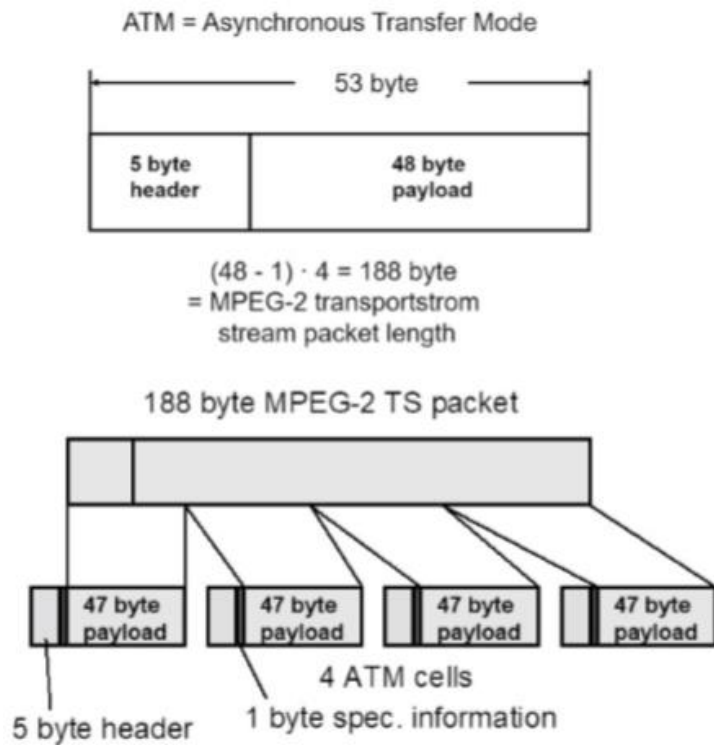 ATM = Asynchronous Transfer Mode
53 byte
5 byte
header
48 byte
payload
(48 - 1) · 4 = 188 byte
= MPEG-2 transportstrom
stream packet length
188 byte MPEG-2 TS packet
47 byte
payload
47 byte
payload
47 byte
payload
47 byte
payload
4 ATM cells
5 byte header
1 byte spec. information